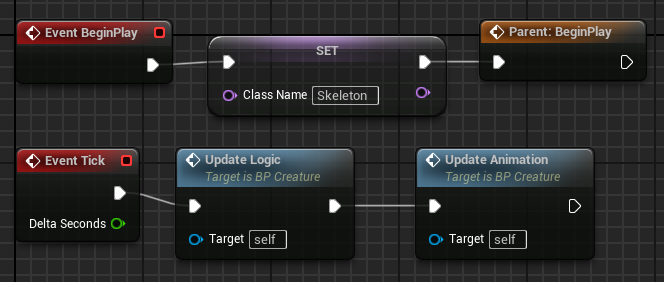 Event BeginPlay
SET
Class Name Skeleton
Parent: BeginPlay
Event Tick
Delta Seconds
Update Logic
Target is BP Creature
Target self
Update Animation
Target is BP Creature
Target self